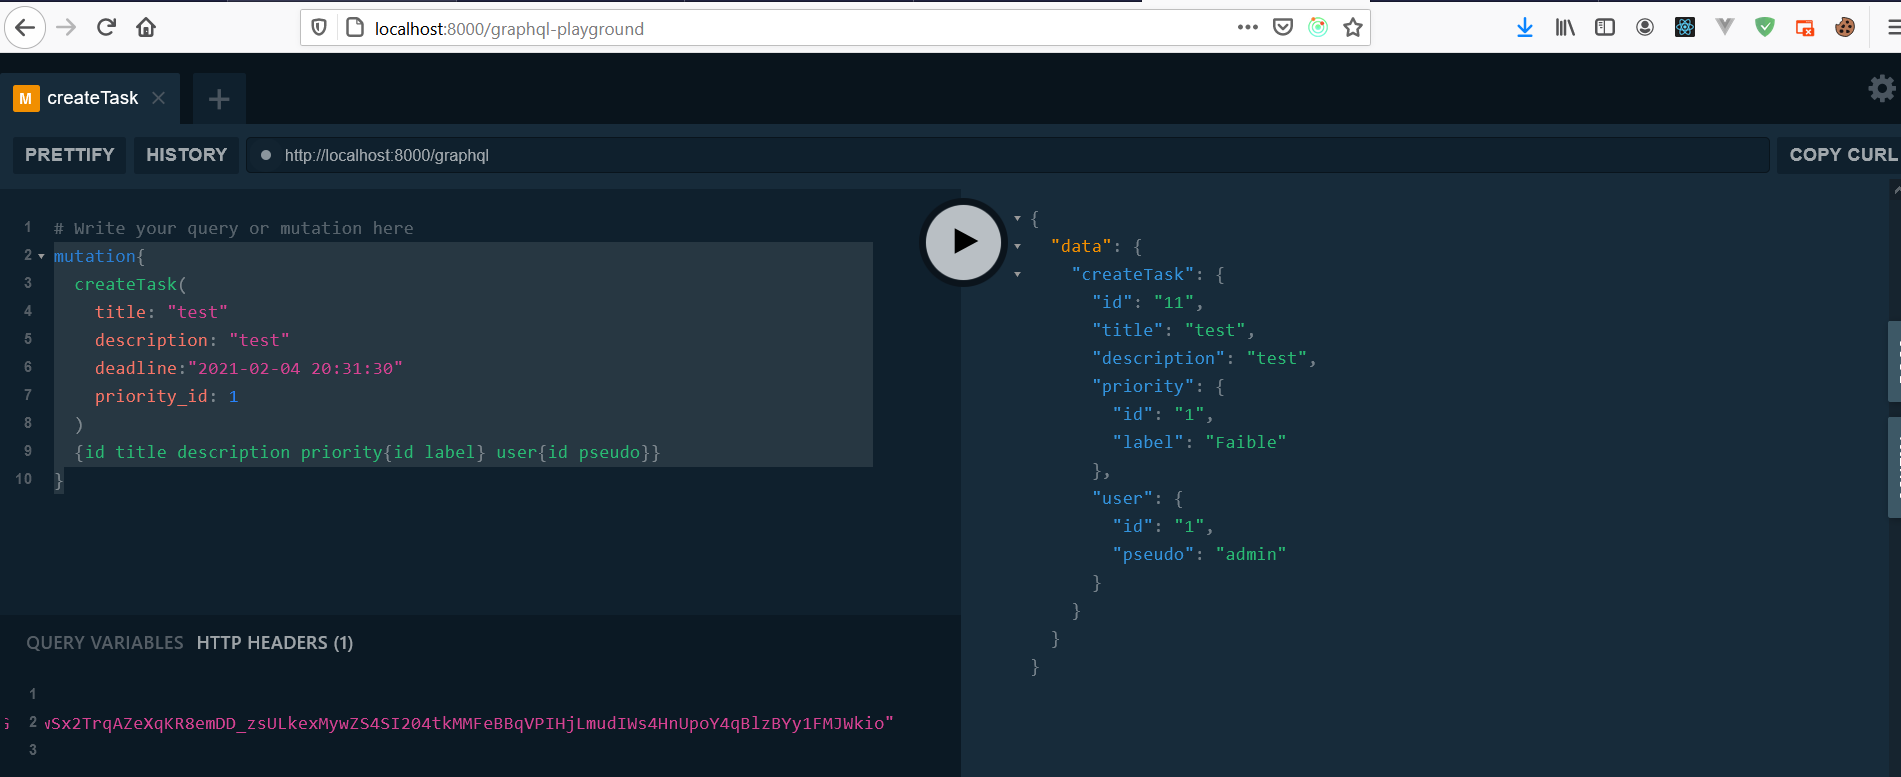 localhost:8000/graphql-playground
M createTask
PRETTIFY HISTORY http://localhost:8000/graphql COPY CURL
1 # Write your query or mutation here
2 mutation{
3 createTask(
4 title: "test"
5 description: "test"
6 deadline:"2021-02-04 20:31:30"
7 priority_id: 1
8 )
9 {id title description priority{id label} user{id pseudo}}
10 }
{
"data": {
"createTask": {
"id": "11",
"title": "test",
"description": "test",
"priority": {
"id": "1",
"label": "Faible"
},
"user": {
"id": "1",
"pseudo": "admin"
}
}
}
}
QUERY VARIABLES HTTP HEADERS (1)
1
2 wSx2TrqAZeXqKR8emDD_zsULkexMywZS4SI204tkMMFeBBqVPIHjLmudIWs4HnUpoY4qBlzBYy1FMJWkio"
3